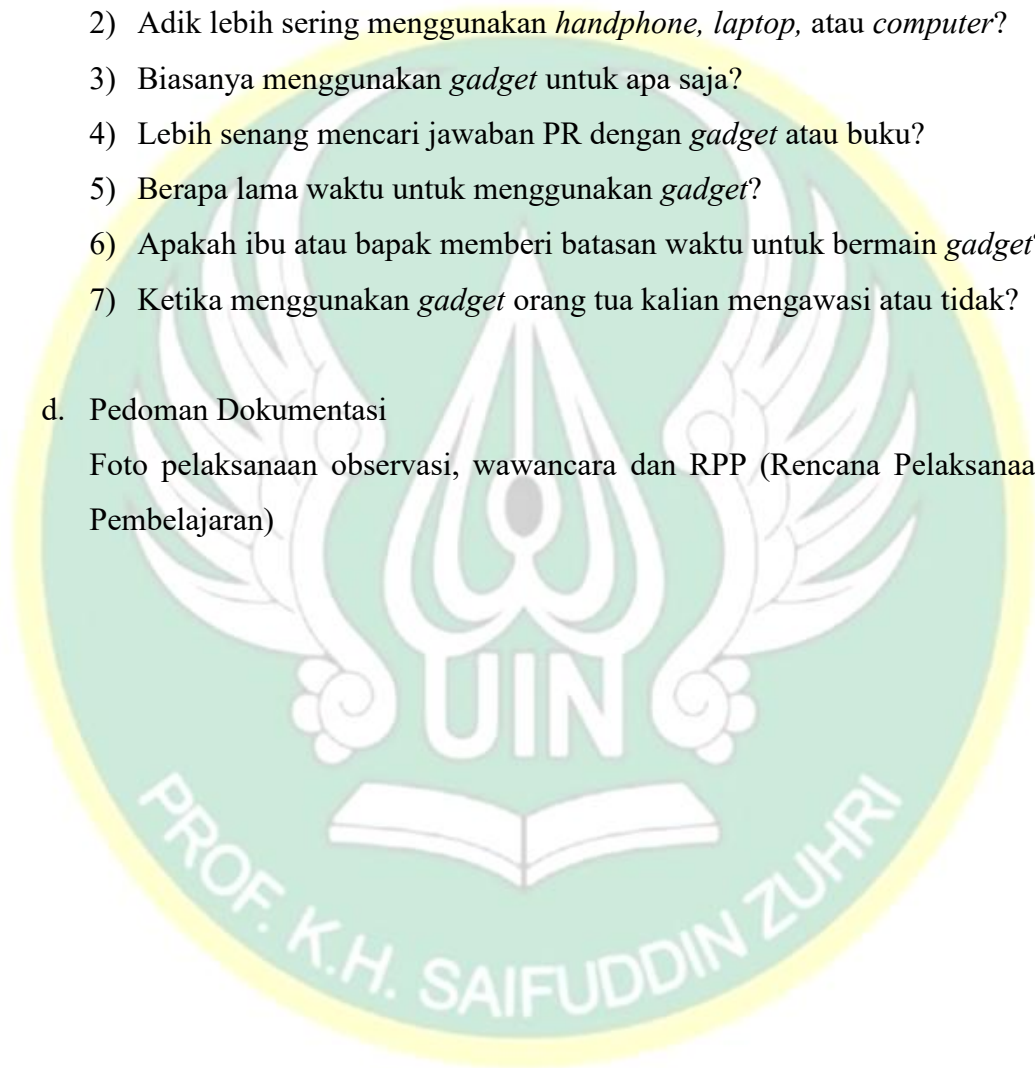 2) Adik lebih sering menggunakan handphone, laptop, atau computer?
3) Biasanya menggunakan gadget untuk apa saja?
4) Lebih senang mencari jawaban PR dengan gadget atau buku?
5) Berapa lama waktu untuk menggunakan gadget?
6) Apakah ibu atau bapak memberi batasan waktu untuk bermain gadget?
7) Ketika menggunakan gadget orang tua kalian mengawasi atau tidak?
d. Pedoman Dokumentasi
Foto pelaksanaan observasi, wawancara dan RPP (Rencana Pelaksanaa
Pembelajaran)
UIN
PROF. K.H. SAIFUDDIN ZUHRI